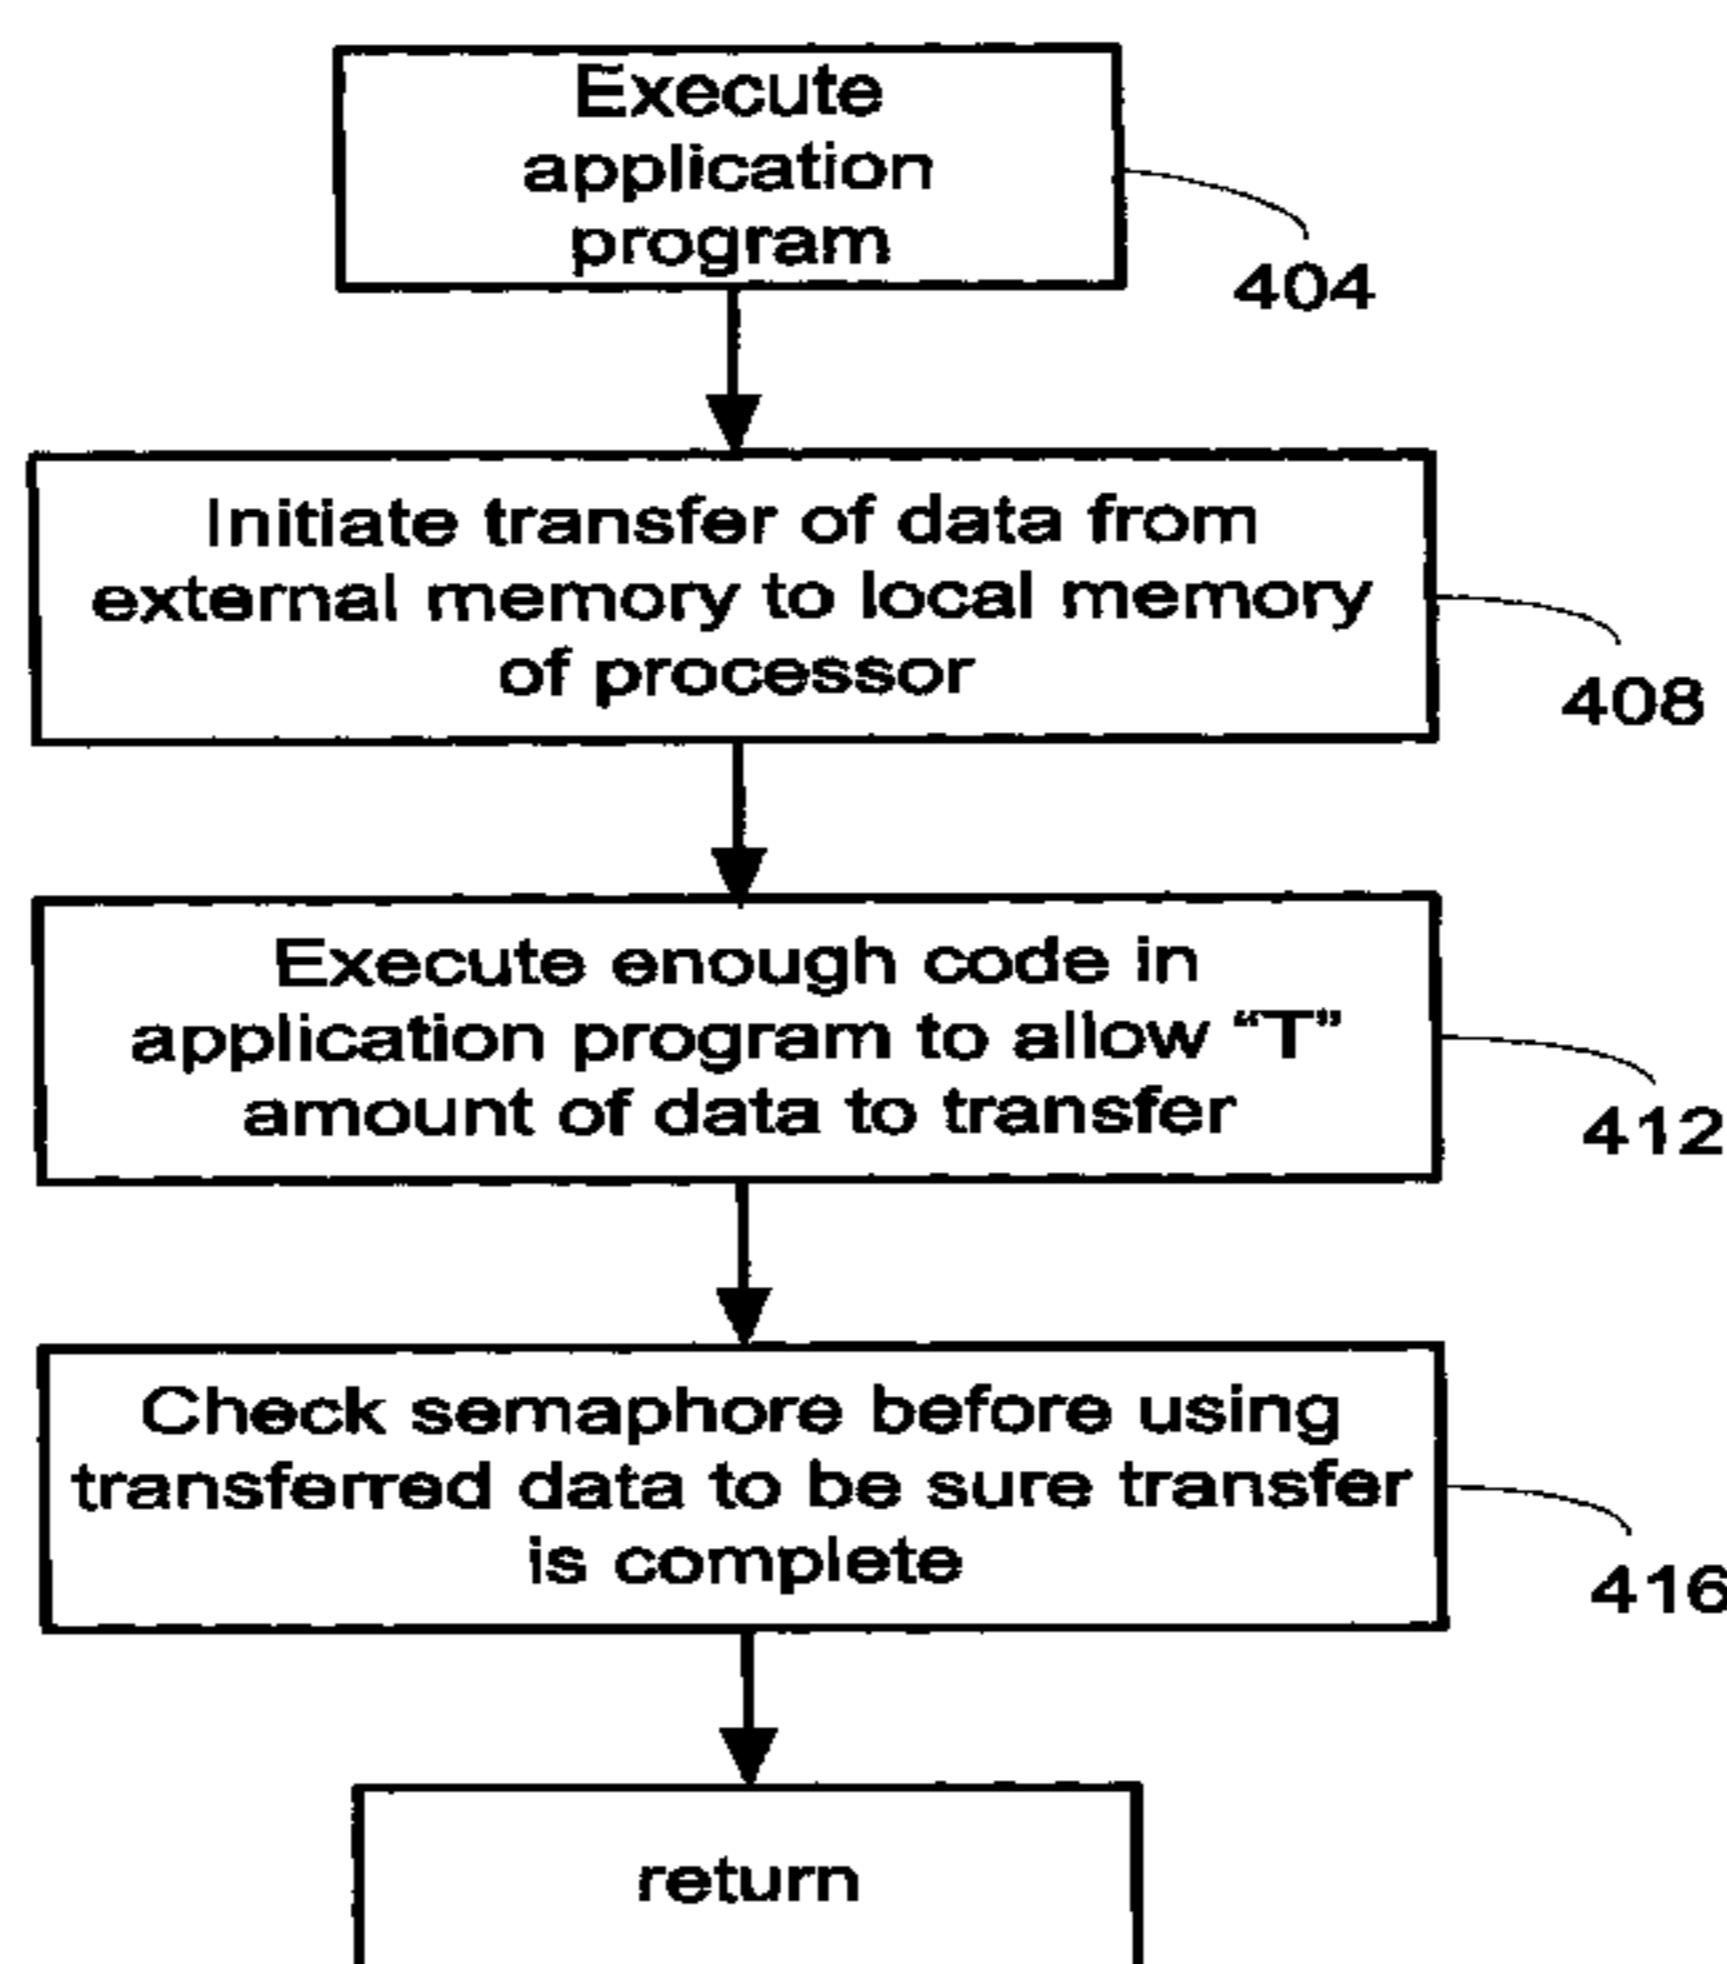 Execute
application
program
404
Initiate transfer of data from
external memory to local memory
of processor
408
Execute enough code in
application program to allow “T”
amount of data to transfer
412
Check semaphore before using
transferred data to be sure transfer
is complete
416
return